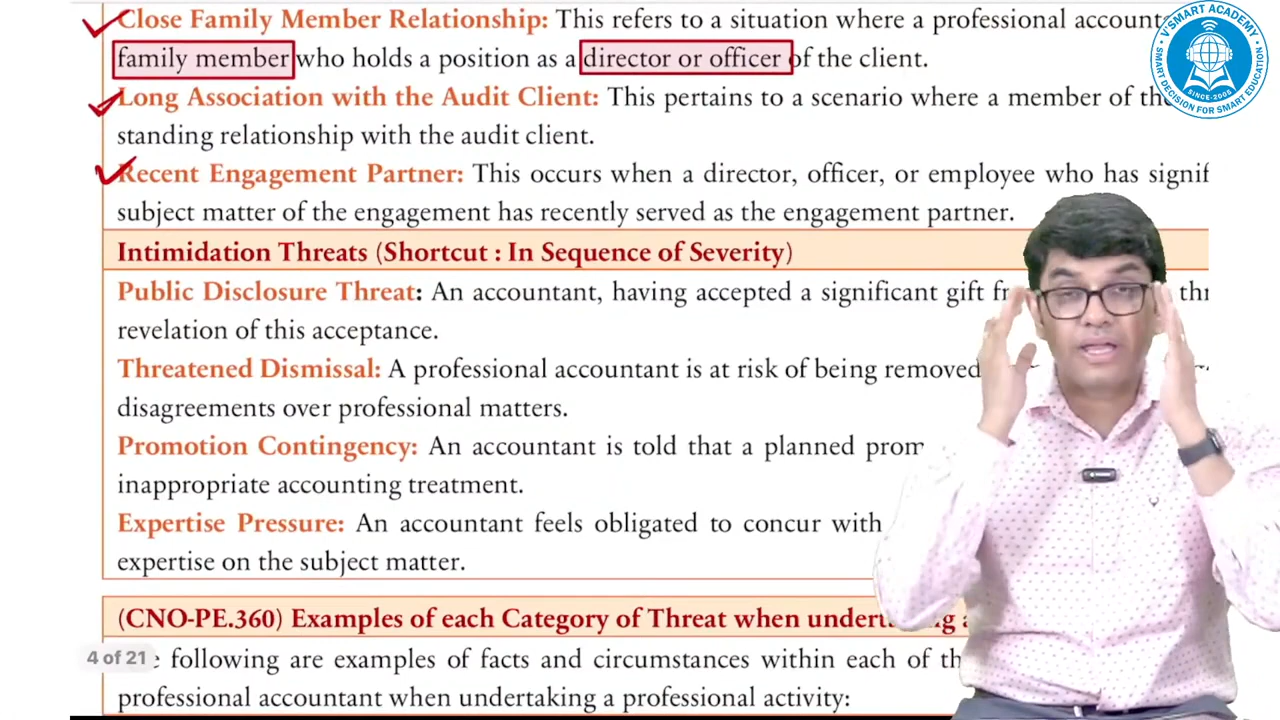 Close Family Member Relationship: This refers to a situation where a professional
family member who holds a position as a director or officer of the client.
Long Association with the Audit Client: This pertains to a scenario where a member of
standing relationship with the audit client.
Recent Engagement Partner: This occurs when a director, officer, or employee who has
subject matter of the engagement has recently served as the engagement partner.
Intimidation Threats (Shortcut : In Sequence of Severity)
Public Disclosure Threat: An accountant, having accepted a significant gift
revelation of this acceptance.
Threatened Dismissal: A professional accountant is at risk of being removed
disagreements over professional matters.
Promotion Contingency: An accountant is told that a planned
inappropriate accounting treatment.
Expertise Pressure: An accountant feels obligated to concur with
expertise on the subject matter.
(CNO-PE.360) Examples of each Category of Threat when
4 of 21
following are examples of facts and circumstances within each of
professional accountant when undertaking a professional activity:
V'SMART ACADEMY
SMART DECISION FOR SMART EDUCATION
SINCE-2005